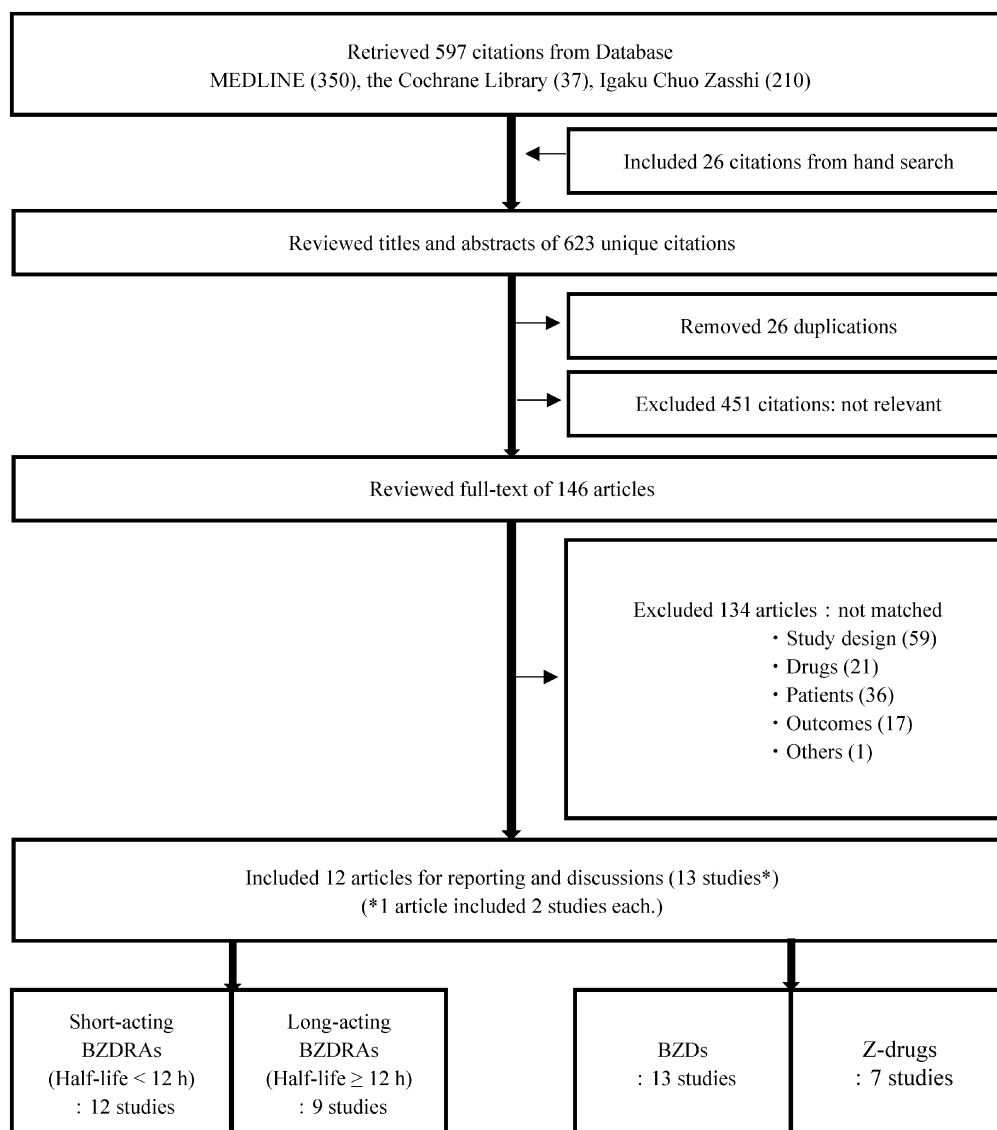 Retrieved 597 citations from Database
MEDLINE (350), the Cochrane Library (37), Igaku Chuo Zasshi (210)
Included 26 citations from hand search
Reviewed titles and abstracts of 623 unique citations
Removed 26 duplications
Excluded 451 citations: not relevant
Reviewed full-text of 146 articles
Excluded 134 articles：not matched
・Study design (59)
・Drugs (21)
・Patients (36)
・Outcomes (17)
・Others (1)
Included 12 articles for reporting and discussions (13 studies*)
(*1 article included 2 studies each.)
Short-acting
BZDRAs
(Half-life < 12 h)
：12 studies
Long-acting
BZDRAs
(Half-life ≥ 12 h)
：9 studies
BZDs
：13 studies
Z-drugs
：7 studies